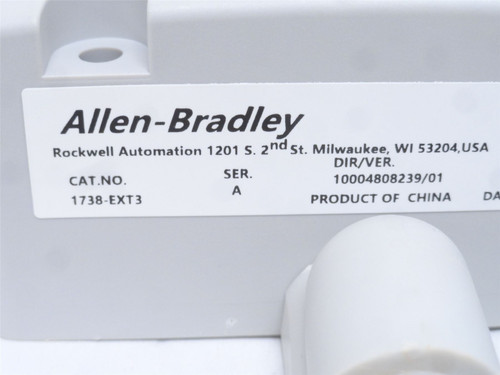 Allen-Bradley
Rockwell Automation 1201 S. 2nd St. Milwaukee, WI 53204,USA
CAT.NO. SER. DIR/VER.
1738-EXT3 A 10004808239/01
PRODUCT OF CHINA DA